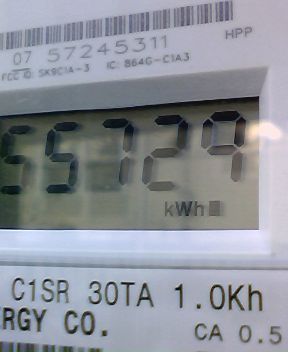 HPP
07 57245311
FCC ID: SK9C1A-3 IC: 864G-C1A3
55729
kWh
C1SR 30TA 1.0Kh
ERGY CO.
CA 0.5